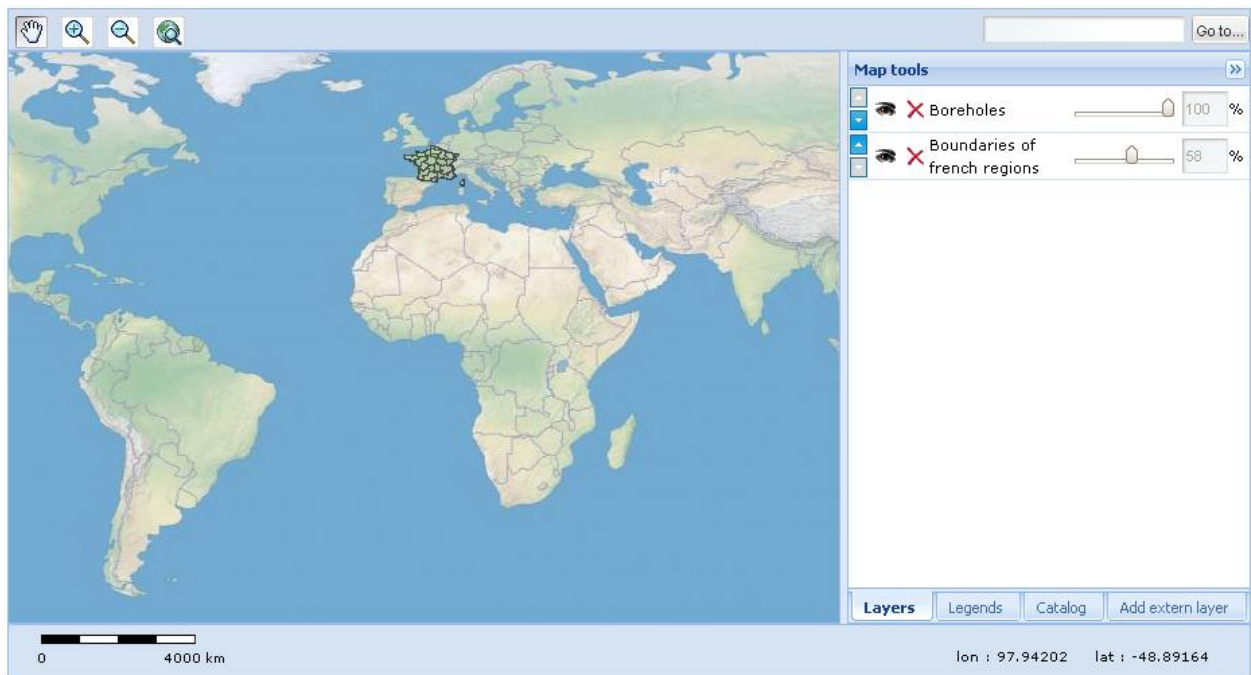 Go to...
Map tools
Boreholes 100 %
Boundaries of
french regions 58 %
Layers Legends Catalog Add extern layer
0 4000 km
lon : 97.94202 lat : -48.89164